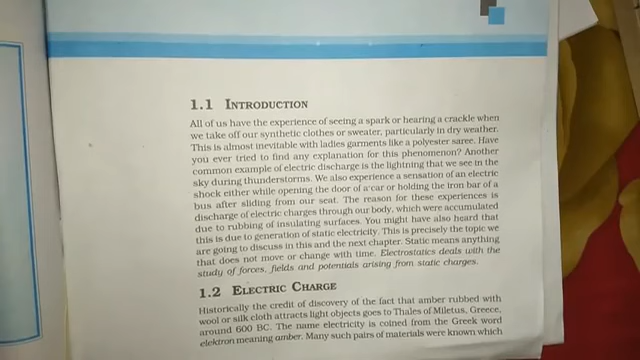 1.1 INTRODUCTION
All of us have the experience of seeing a spark or hearing a crackle when
we take off our synthetic clothes or sweater, particularly in dry weather.
This is almost inevitable with ladies garments like a polyester saree. Have
you ever tried to find any explanation for this phenomenon? Another
common example of electric discharge is the lightning that we see in the
sky during thunderstorms. We also experience a sensation of an electric
shock either while opening the door of a car or holding the iron bar of a
bus after sliding from our seat. The reason for these experiences is
discharge of electric charges through our body, which were accumulated
due to rubbing of insulating surfaces. You might have also heard that
this is due to generation of static electricity. This is precisely the topic we
are going to discuss in this and the next chapter. Static means anything
that does not move or change with time. Electrostatics deals with the
study of forces, fields and potentials arising from static charges.
1.2 ELECTRIC CHARGE
Historically the credit of discovery of the fact that amber rubbed with
wool or silk cloth attracts light objects goes to Thales of Miletus, Greece,
around 600 BC. The name electricity is coined from the Greek word
elektron meaning amber. Many such pairs of materials were known which